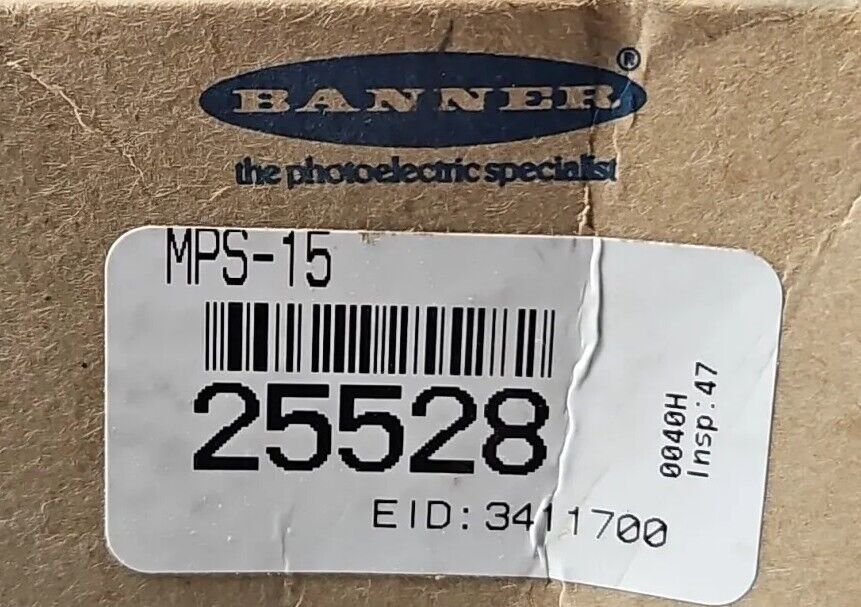 BANNER®
the photoelectric specialist
MPS-15
25528
EID: 3411700
0040H
Insp:47